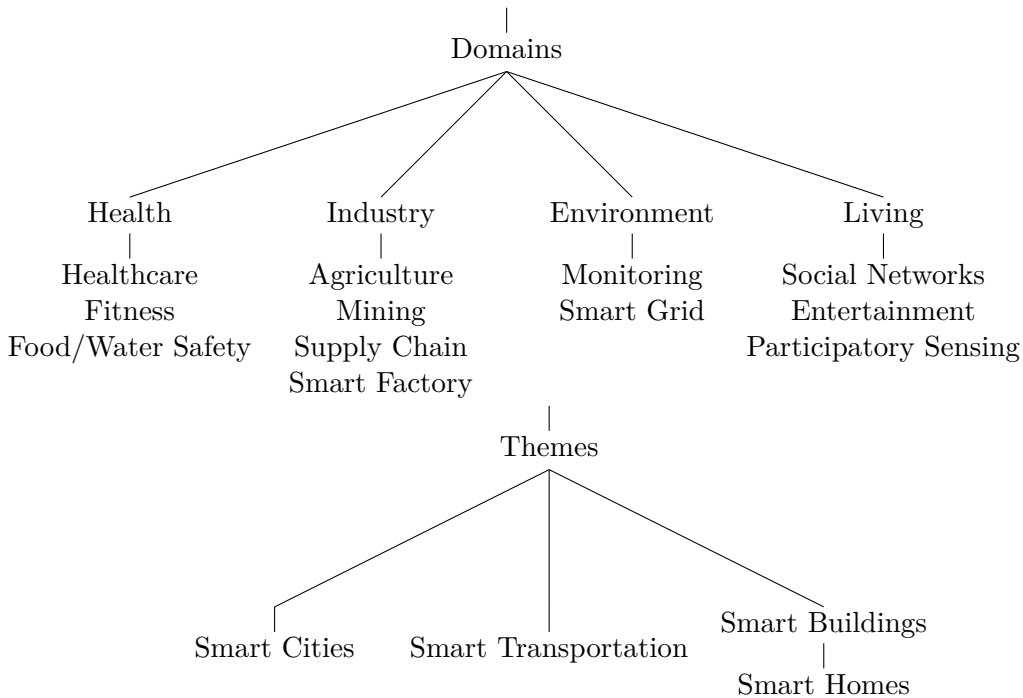 Domains
Health
Industry
Environment
Living
Healthcare
Fitness
Food/Water Safety
Agriculture
Mining
Supply Chain
Smart Factory
Monitoring
Smart Grid
Social Networks
Entertainment
Participatory Sensing
Themes
Smart Cities
Smart Transportation
Smart Buildings
Smart Homes